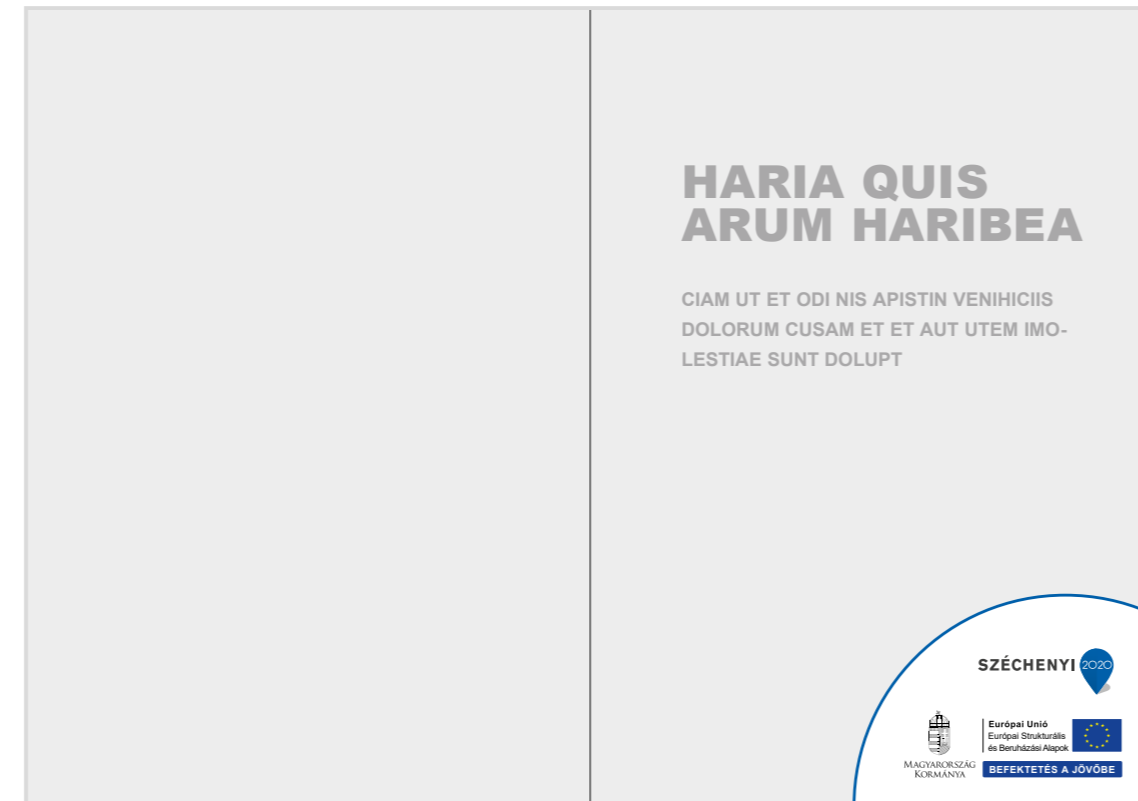 HARIA QUIS
ARUM HARIBEA
CIAM UT ET ODI NIS APISTIN VENIHICIIS
DOLORUM CUSAM ET ET AUT UTEM IMO-
LESTIAE SUNT DOLUPT
SZÉCHENYI 2020
MAGYARORSZÁG
KORMÁNYA
Európai Unió
Európai Strukturális
és Beruházási Alapok
BEFEKTETÉS A JÖVŐBE